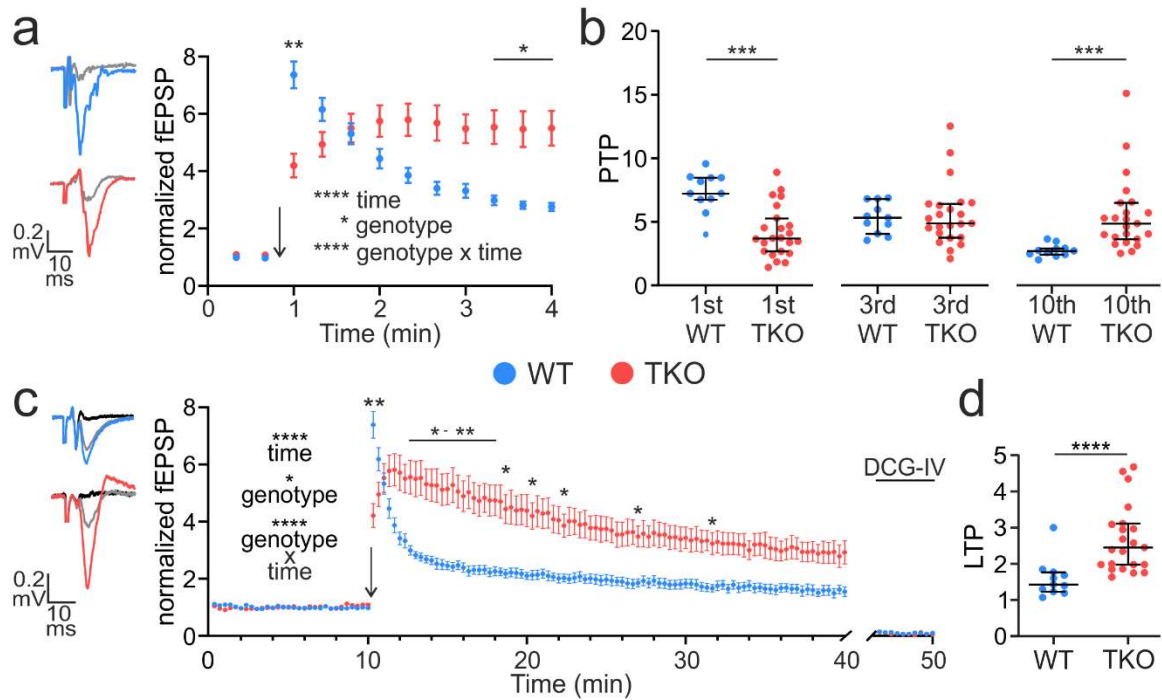 a
0.2
mV
10
ms
normalized fEPSP
8
6
4
2
0
**
*
**** time
* genotype
**** genotype x time
0 1 2 3 4
Time (min)
b
PTP
20
15
10
5
0
*** ***
1st 1st 3rd 3rd 10th 10th
WT TKO WT TKO WT TKO
WT TKO
c
0.2
mV
10
ms
normalized fEPSP
8
6
4
2
0
****
time
*
genotype
****
genotype
x
time
**
*-**
* * * * *
DCG-IV
0 10 20 30 40 50
Time (min)
d
LTP
5
4
3
2
1
0
****
WT TKO